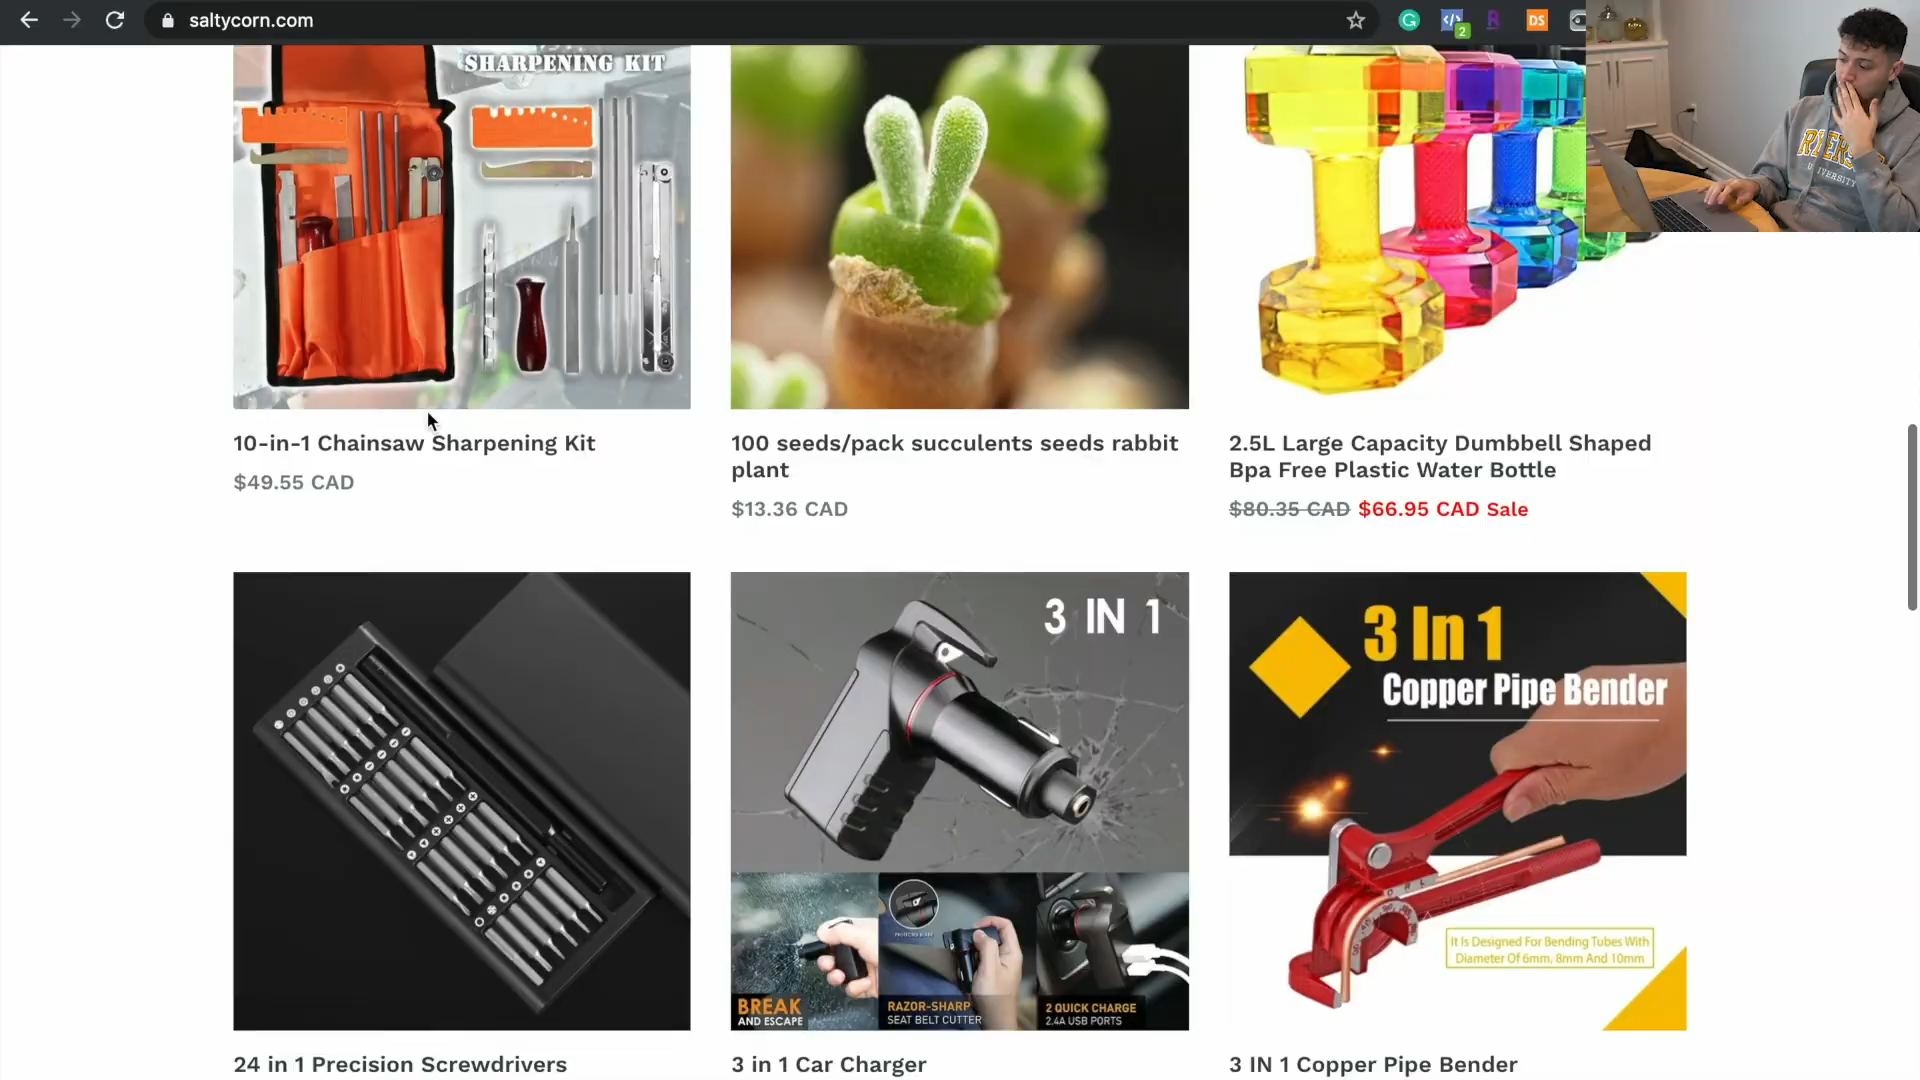 saltycorn.com
2
DS
SHARPENING KIT
RYERS
UNIVERSITY
10-in-1 Chainsaw Sharpening Kit
$49.55 CAD
100 seeds/pack succulents seeds rabbit
plant
$13.36 CAD
2.5L Large Capacity Dumbbell Shaped
Bpa Free Plastic Water Bottle
$80.35 CAD $66.95 CAD Sale
3 IN 1
BREAK
AND ESCAPE
RAZOR-SHARP
SEAT BELT CUTTER
2 QUICK CHARGE
2.4A USB PORTS
3 In 1
Copper Pipe Bender
It Is Designed For Bending Tubes With
Diameter Of 6mm, 8mm And 10mm
24 in 1 Precision Screwdrivers
3 in 1 Car Charger
3 IN 1 Copper Pipe Bender